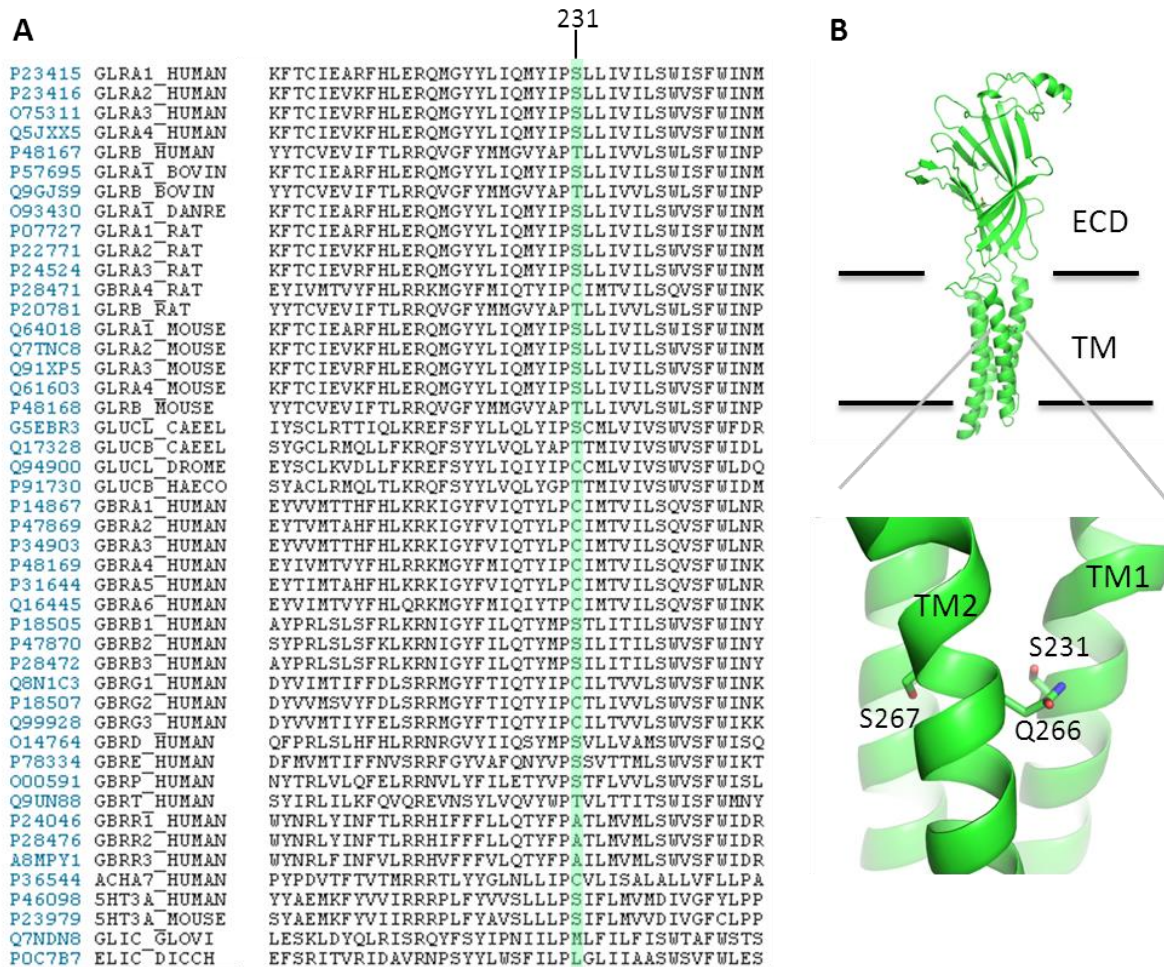 A
231
B
P23415 GLRA1_HUMAN KFTCIEARFHLERQMGYYLIQMYIPSLLIVILSWISFWINM
P23416 GLRA2_HUMAN KFTCIEVKFHLERQMGYYLIQMYIPSLLIVILSWVSFWINM
O75311 GLRA3_HUMAN KFTCIEVRFHLERQMGYYLIQMYIPSLLIVILSWVSFWINM
Q5JXX5 GLRA4_HUMAN KFTCIEVKFHLERQMGYYLIQMYIPSLLIVILSWVSFWINM
P48167 GLRB_HUMAN YYTCVEVIFTLRRQVGFYMMGVYAPTLLIVVLSWLSFWINP
P57695 GLRA1_BOVIN KFTCIEARFHLERQMGYYLIQMYIPSLLIVILSWISFWINM
Q9GJS9 GLRB_BOVIN YYTCVEVIFTLRRQVGFYMMGVYAPTLLIVVLSWLSFWINP
O93430 GLRA1_DANRE KFTCIEARFHLERQMGYYLIQMYIPSLLIVILSWVSFWINM
P07727 GLRA1_RAT KFTCIEARFHLERQMGYYLIQMYIPSLLIVILSWISFWINM
P22771 GLRA2_RAT KFTCIEVKFHLERQMGYYLIQMYIPSLLIVILSWVSFWINM
P24524 GLRA3_RAT KFTCIEVRFHLERQMGYYLIQMYIPSLLIVILSWVSFWINM
P28471 GBRA4_RAT EYIVMTVYFHLKRKMGYFMIQTYIPCIMTVILSQVSFWINK
P20781 GLRB_RAT YYTCVEVIFTLRRQVGFYMMGVYAPTLLIVVLSWLSFWINP
Q64018 GLRA1_MOUSE KFTCIEARFHLERQMGYYLIQMYIPSLLIVILSWISFWINM
Q7TNC8 GLRA2_MOUSE KFTCIEVKFHLERQMGYYLIQMYIPSLLIVILSWVSFWINM
Q91XP5 GLRA3_MOUSE KFTCIEVRFHLERQMGYYLIQMYIPSLLIVILSWVSFWINM
Q61603 GLRA4_MOUSE KFTCIEVKFHLERQMGYYLIQMYIPSLLIVILSWVSFWINM
P48168 GLRB_MOUSE YYTCVEVIFTLRRQVGFYMMGVYAPTLLIVVLSWLSFWINP
G5EBR3 GLUCL_CAEEL IYSCLRTTIQLKREFSFYLLQLYIPSCMLVIVSWVSFWFDR
Q17328 GLUCB_CAEEL SYGCLRMQLLFKRQFSYYLVQLYAPTTMIVIVSWVSFWIDL
Q94900 GLUCL_DROME EYSCLKVDLLFKREFSYYLIQIYIPCCMLVIVSWVSFWLDQ
P91730 GLUCB_HAECO SYACLRMQLTLKRQFSYYLVQLYGPTTMIVIVSWVSFWIDM
P14867 GBRA1_HUMAN EYVVMTTHFHLKRKIGYFVIQTYLPCIMTVILSQVSFWLNR
P47869 GBRA2_HUMAN EYTVMTAHFHLKRKIGYFVIQTYLPCIMTVILSQVSFWLNR
P34903 GBRA3_HUMAN EYVVMTTHFHLKRKIGYFVIQTYLPCIMTVILSQVSFWLNR
P48169 GBRA4_HUMAN EYIVMTVYFHLKRKMGYFMIQTYIPCIMTVILSQVSFWINK
P31644 GBRA5_HUMAN EYTIMTAHFHLKRKIGYFVIQTYLPCIMTVILSQVSFWLNR
Q16445 GBRA6_HUMAN EYVIMTVYFHLQRKMGYFMIQIYTPCIMTVILSQVSFWINK
P18505 GBRB1_HUMAN AYPRLSLSFRLKRNIGYFILQTYMPSTLITILSWVSFWINY
P47870 GBRB2_HUMAN SYPRLSLSFKLKRNIGYFILQTYMPSILITILSWVSFWINY
P28472 GBRB3_HUMAN AYPRLSLSFRLKRNIGYFILQTYMPSILITILSWVSFWINY
Q8N1C3 GBRG1_HUMAN DYVIMTIFFDLSRRMGYFTIQTYIPCILTVVLSWVSFWINK
P18507 GBRG2_HUMAN DYVVMSVYFDLSRRMGYFTIQTYIPCTLIVVLSWVSFWINK
Q99928 GBRG3_HUMAN DYVVMTIYFELSRRMGYFTIQTYIPCILTVVLSWVSFWIKK
O14764 GBRD_HUMAN QFPRLSLHFHLRRNRGVYIIQSYMPSVLLVAMSWVSFWISQ
P78334 GBRE_HUMAN DFMVMTIFFNVSRRFGYVAFQNYVPSSVTTMLSWVSFWIKT
O00591 GBRP_HUMAN NYTRLVLQFELRRNVLYFILETYVPSTFLVVLSWVSFWISL
Q9UN88 GBRT_HUMAN SYIRLILKFQVQREVNSYLVQVYWPTVLTTITSWISFWMNY
P24046 GBRR1_HUMAN WYNRLYINFTLRRHIFFFLLQTYFPATLMVMLSWVSFWIDR
P28476 GBRR2_HUMAN WYNRLYINFTLRRHIFFFLLQTYFPATLMVMLSWVSFWIDR
A8MPY1 GBRR3_HUMAN WYNRLFINFVLRRHVFFFVLQTYFPAILMVMLSWVSFWIDR
P36544 ACHA7_HUMAN PYPDVTFTVTMRRRTLYYGLNLLIPCVLISALALLVFLLPA
P46098 5HT3A_HUMAN YYAEMKFYVVIRRRPLFYVVSLLLPSIFLMVMDIVGFYLPP
P23979 5HT3A_MOUSE SYAEMKFYVIIRRRPLFYAVSLLLPSIFLMVVDIVGFCLPP
Q7NDN8 GLIC_GLOVI LESKLDYQLRISRQYFSYIPNIILPMLFILFISWTAFWSTS
P0C7B7 ELIC_DICCH EFSRITVRIDAVRNPSYYLWSFILPLGLIIAASWSVFWLES
ECD
TM
TM2
TM1
S231
S267
Q266